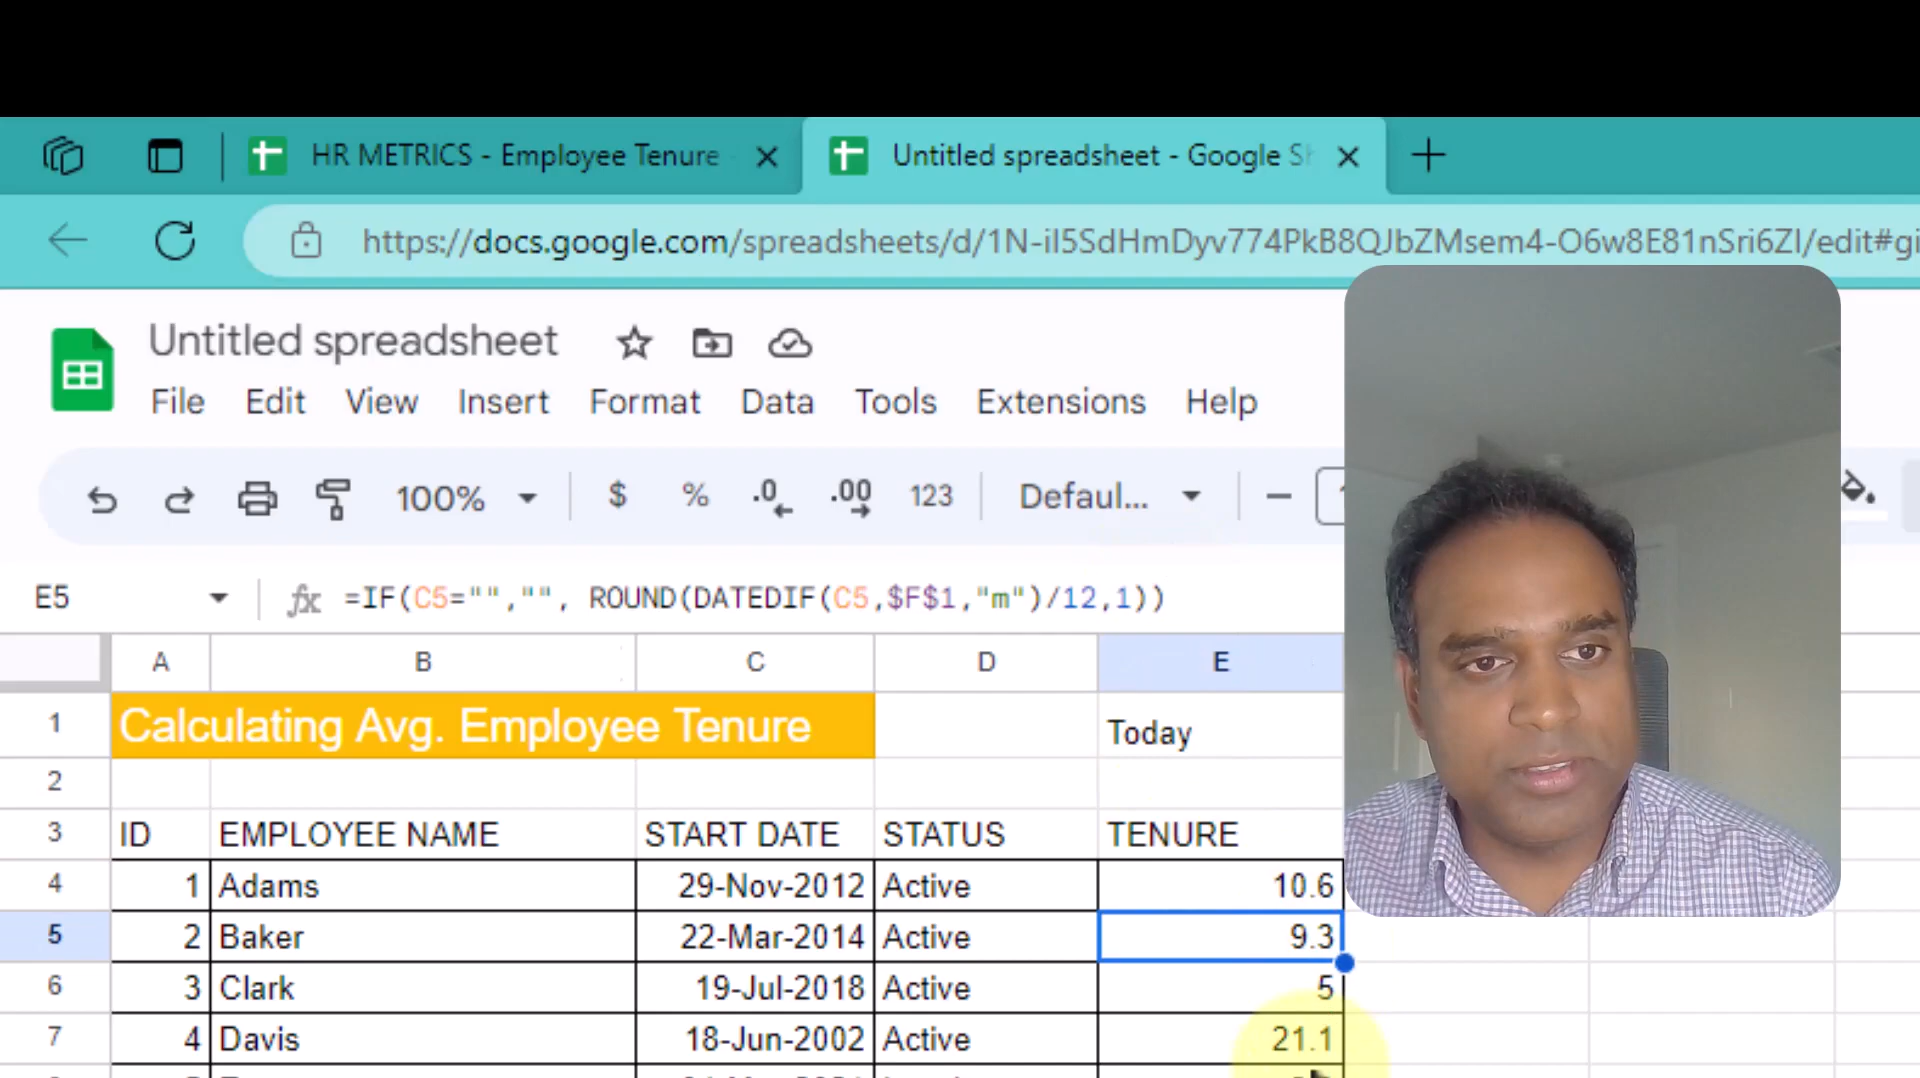 HR METRICS - Employee Tenure
Untitled spreadsheet - Google Sh
https://docs.google.com/spreadsheets/d/1N-iI5SdHmDyv774PkB8QJbZMsem4-O6w8E81nSri6ZI/edit#gi
Untitled spreadsheet
File Edit View Insert Format Data Tools Extensions Help
100% $ % .0 .00 123 Defaul...
E5 fx =IF(C5="","", ROUND(DATEDIF(C5,$F$1,"m")/12,1))
A B C D E
1 Calculating Avg. Employee Tenure Today
2
3 ID EMPLOYEE NAME START DATE STATUS TENURE
4 1 Adams 29-Nov-2012 Active 10.6
5 2 Baker 22-Mar-2014 Active 9.3
6 3 Clark 19-Jul-2018 Active 5
7 4 Davis 18-Jun-2002 Active 21.1